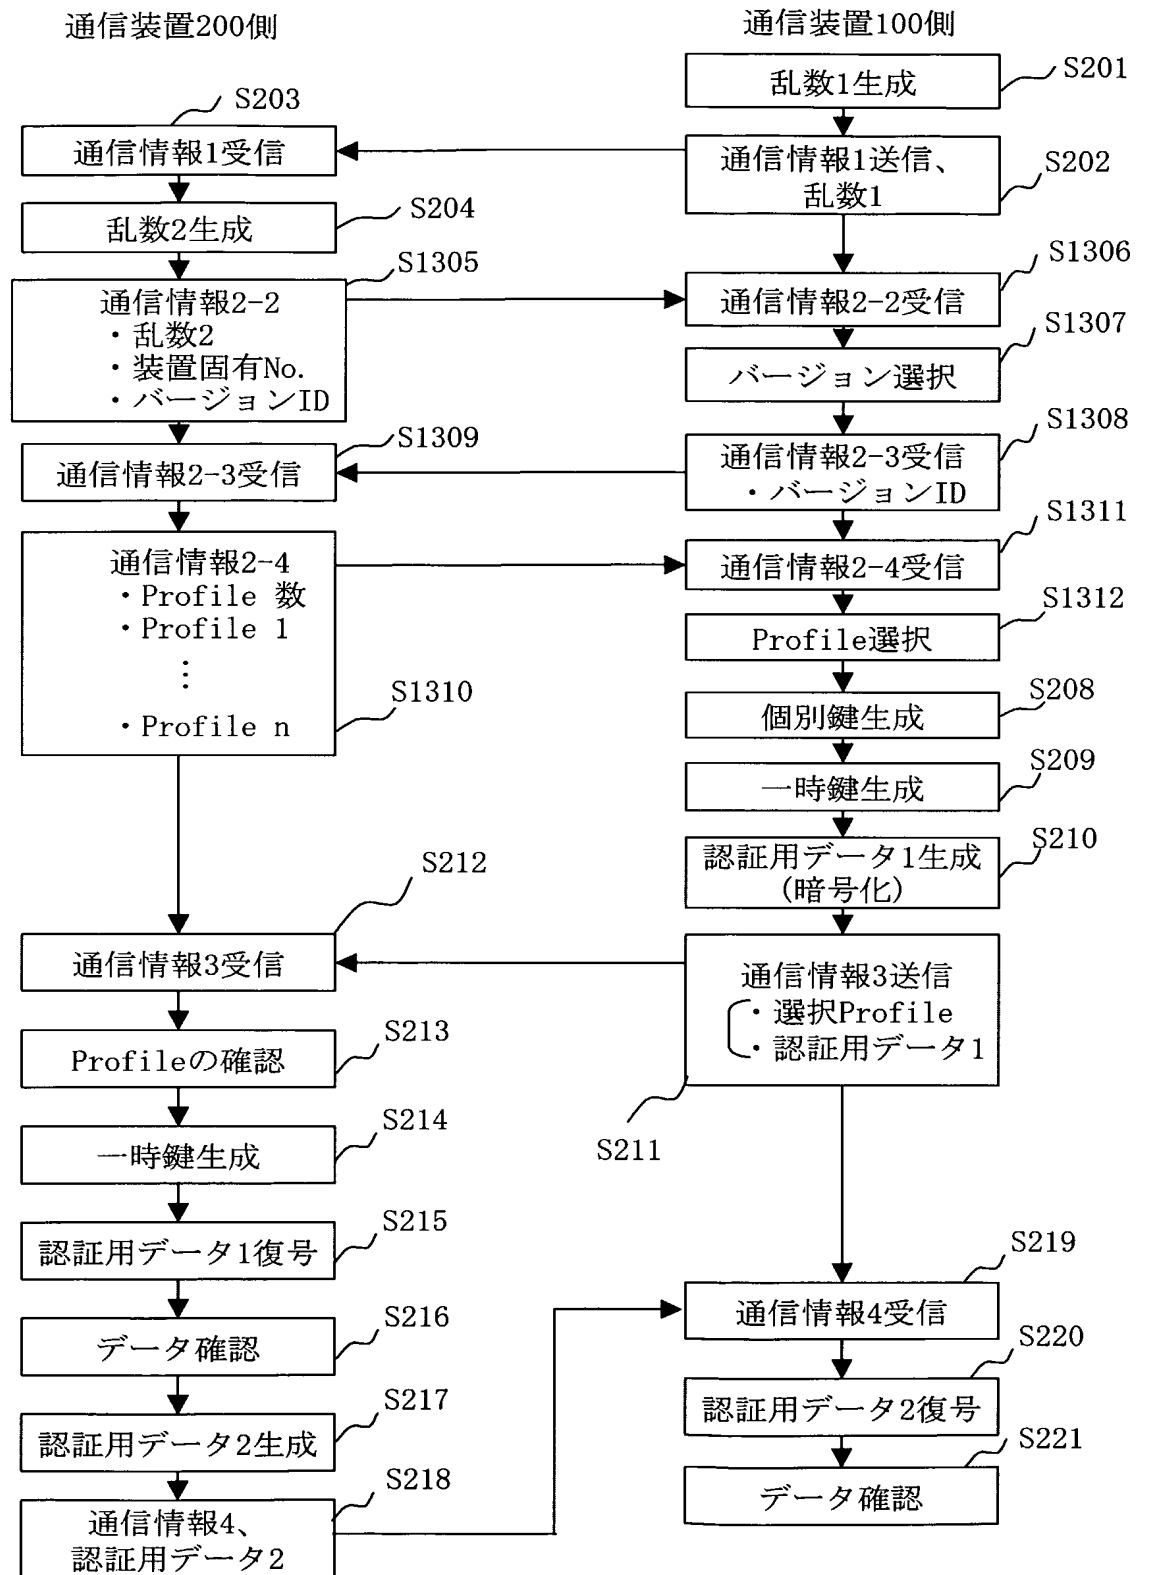 通信装置200側
通信装置100側
乱数1生成
S201
S203
通信情報1受信
通信情報1送信、
乱数1
S202
乱数2生成
S204
S1305
通信情報2-2
・乱数2
・装置固有No.
・バージョンID
通信情報2-2受信
S1306
バージョン選択
S1307
通信情報2-3受信
S1309
通信情報2-3受信
・バージョンID
S1308
通信情報2-4
・Profile 数
・Profile 1
⋮
・Profile n
S1310
通信情報2-4受信
S1311
Profile選択
S1312
個別鍵生成
S208
一時鍵生成
S209
認証用データ1生成
(暗号化)
S210
S212
通信情報3受信
通信情報3送信
・選択Profile
・認証用データ1
S211
Profileの確認
S213
一時鍵生成
S214
認証用データ1復号
S215
データ確認
S216
認証用データ2生成
S217
通信情報4、
認証用データ2
S218
通信情報4受信
S219
認証用データ2復号
S220
データ確認
S221